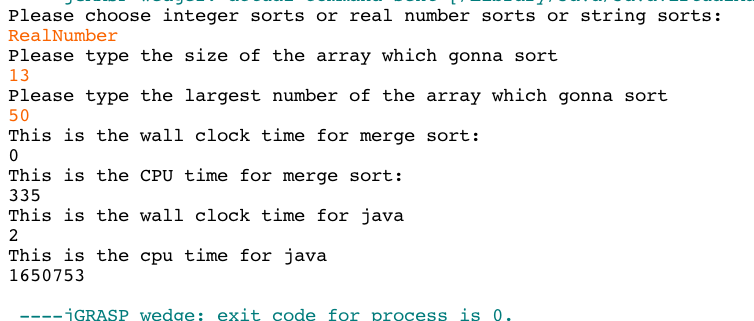 Please choose integer sorts or real number sorts or string sorts:
RealNumber
Please type the size of the array which gonna sort
13
Please type the largest number of the array which gonna sort
50
This is the wall clock time for merge sort:
0
This is the CPU time for merge sort:
335
This is the wall clock time for java
2
This is the cpu time for java
1650753
----jGRASP wedge: exit code for process is 0.